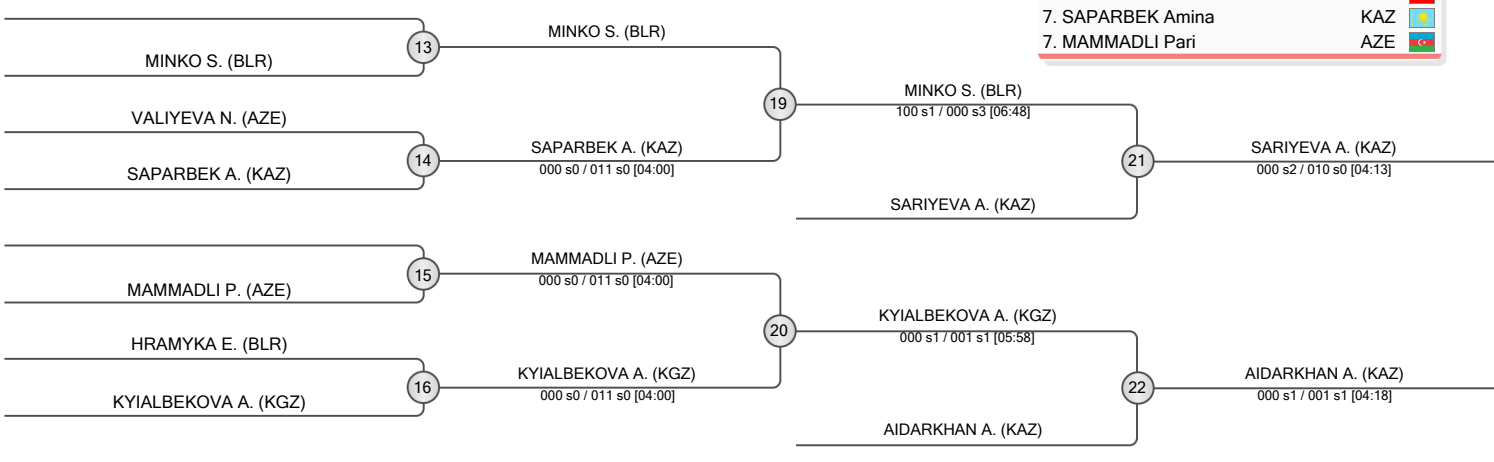 7. SAPARBEK Amina KAZ
7. MAMMADLI Pari AZE
13
MINKO S. (BLR)
MINKO S. (BLR)
VALIYEVA N. (AZE)
14
SAPARBEK A. (KAZ)
SAPARBEK A. (KAZ)
000 s0 / 011 s0 [04:00]
19
MINKO S. (BLR)
100 s1 / 000 s3 [06:48]
SARIYEVA A. (KAZ)
21
SARIYEVA A. (KAZ)
000 s2 / 010 s0 [04:13]
15
MAMMADLI P. (AZE)
MAMMADLI P. (AZE)
000 s0 / 011 s0 [04:00]
HRAMYKA E. (BLR)
16
KYIALBEKOVA A. (KGZ)
KYIALBEKOVA A. (KGZ)
000 s0 / 011 s0 [04:00]
20
KYIALBEKOVA A. (KGZ)
000 s1 / 001 s1 [05:58]
AIDARKHAN A. (KAZ)
22
AIDARKHAN A. (KAZ)
000 s1 / 001 s1 [04:18]